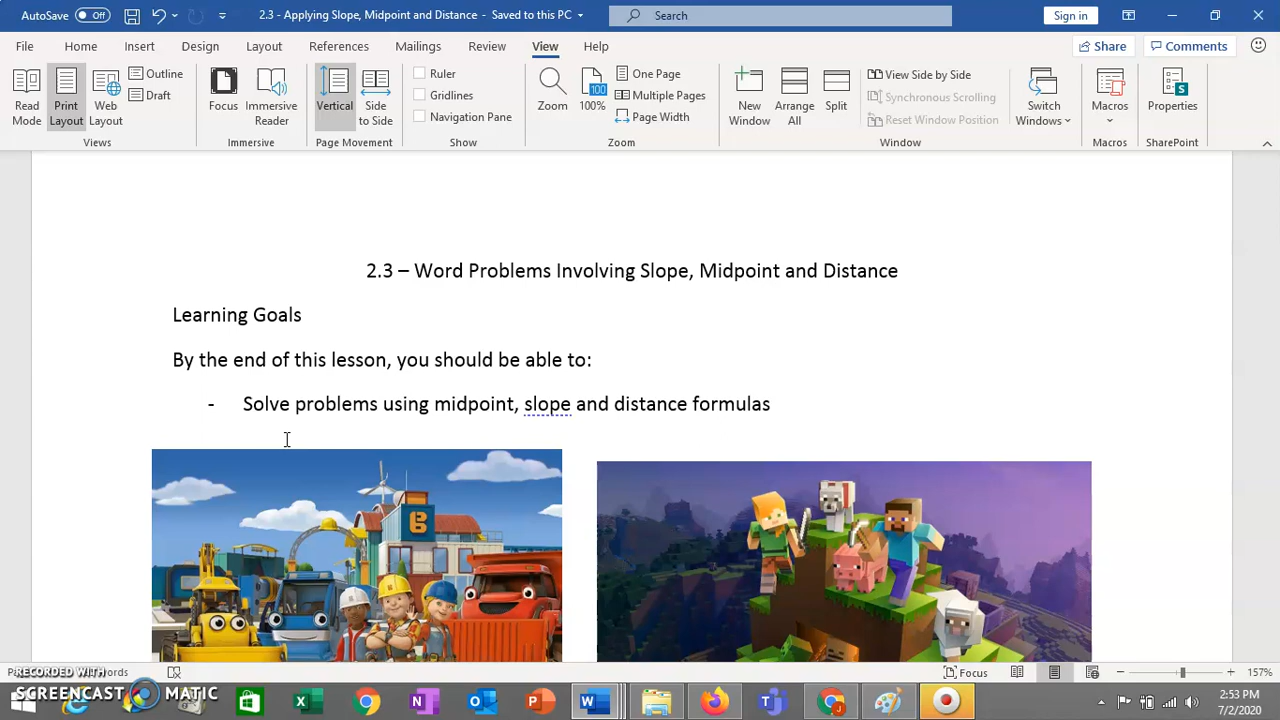 AutoSave Off 2.3 - Applying Slope, Midpoint and Distance - Saved to this PC Search Sign in
File Home Insert Design Layout References Mailings Review View Help Share Comments
Read Mode Print Layout Web Layout Outline Draft Focus Immersive Reader Vertical Side to Side Ruler Gridlines Navigation Pane Zoom 100 100% One Page Multiple Pages Page Width New Window Arrange All Split View Side by Side Synchronous Scrolling Reset Window Position Switch Windows Macros Properties
Views Immersive Page Movement Show Zoom Window Macros SharePoint
2.3 – Word Problems Involving Slope, Midpoint and Distance
Learning Goals
By the end of this lesson, you should be able to:
- Solve problems using midpoint, slope and distance formulas
B
RECORDED WITH
SCREENCAST MATIC
Focus 157%
2:53 PM
7/2/2020